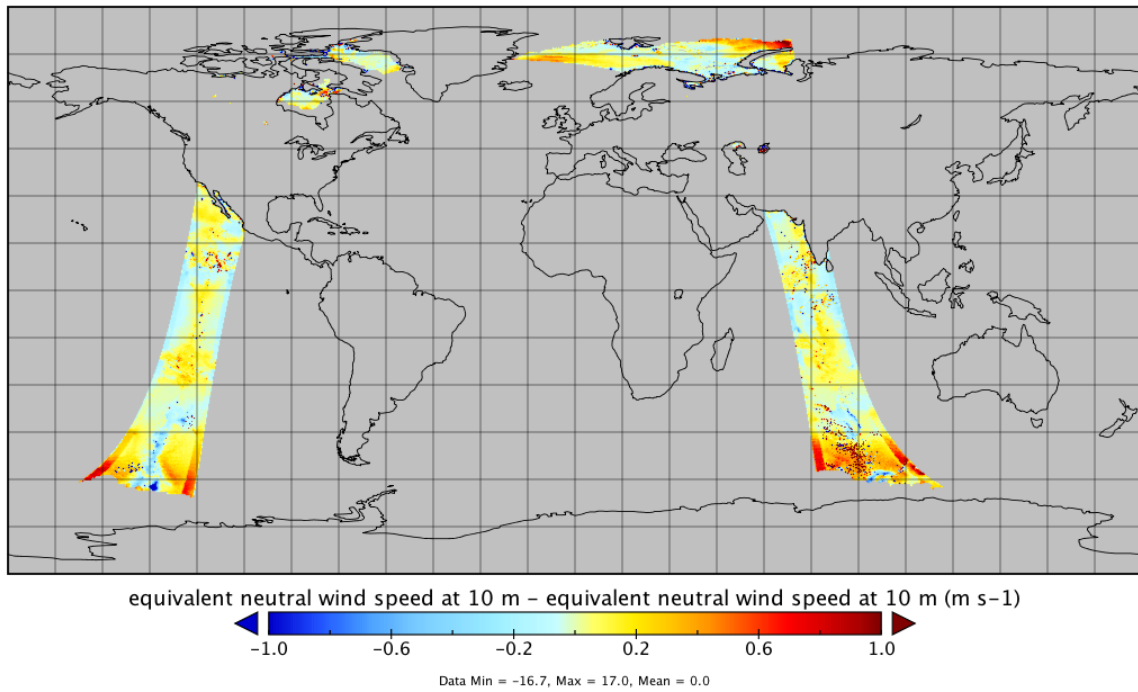 equivalent neutral wind speed at 10 m – equivalent neutral wind speed at 10 m (m s–1)
–1.0 –0.6 –0.2 0.2 0.6 1.0
Data Min = –16.7, Max = 17.0, Mean = 0.0